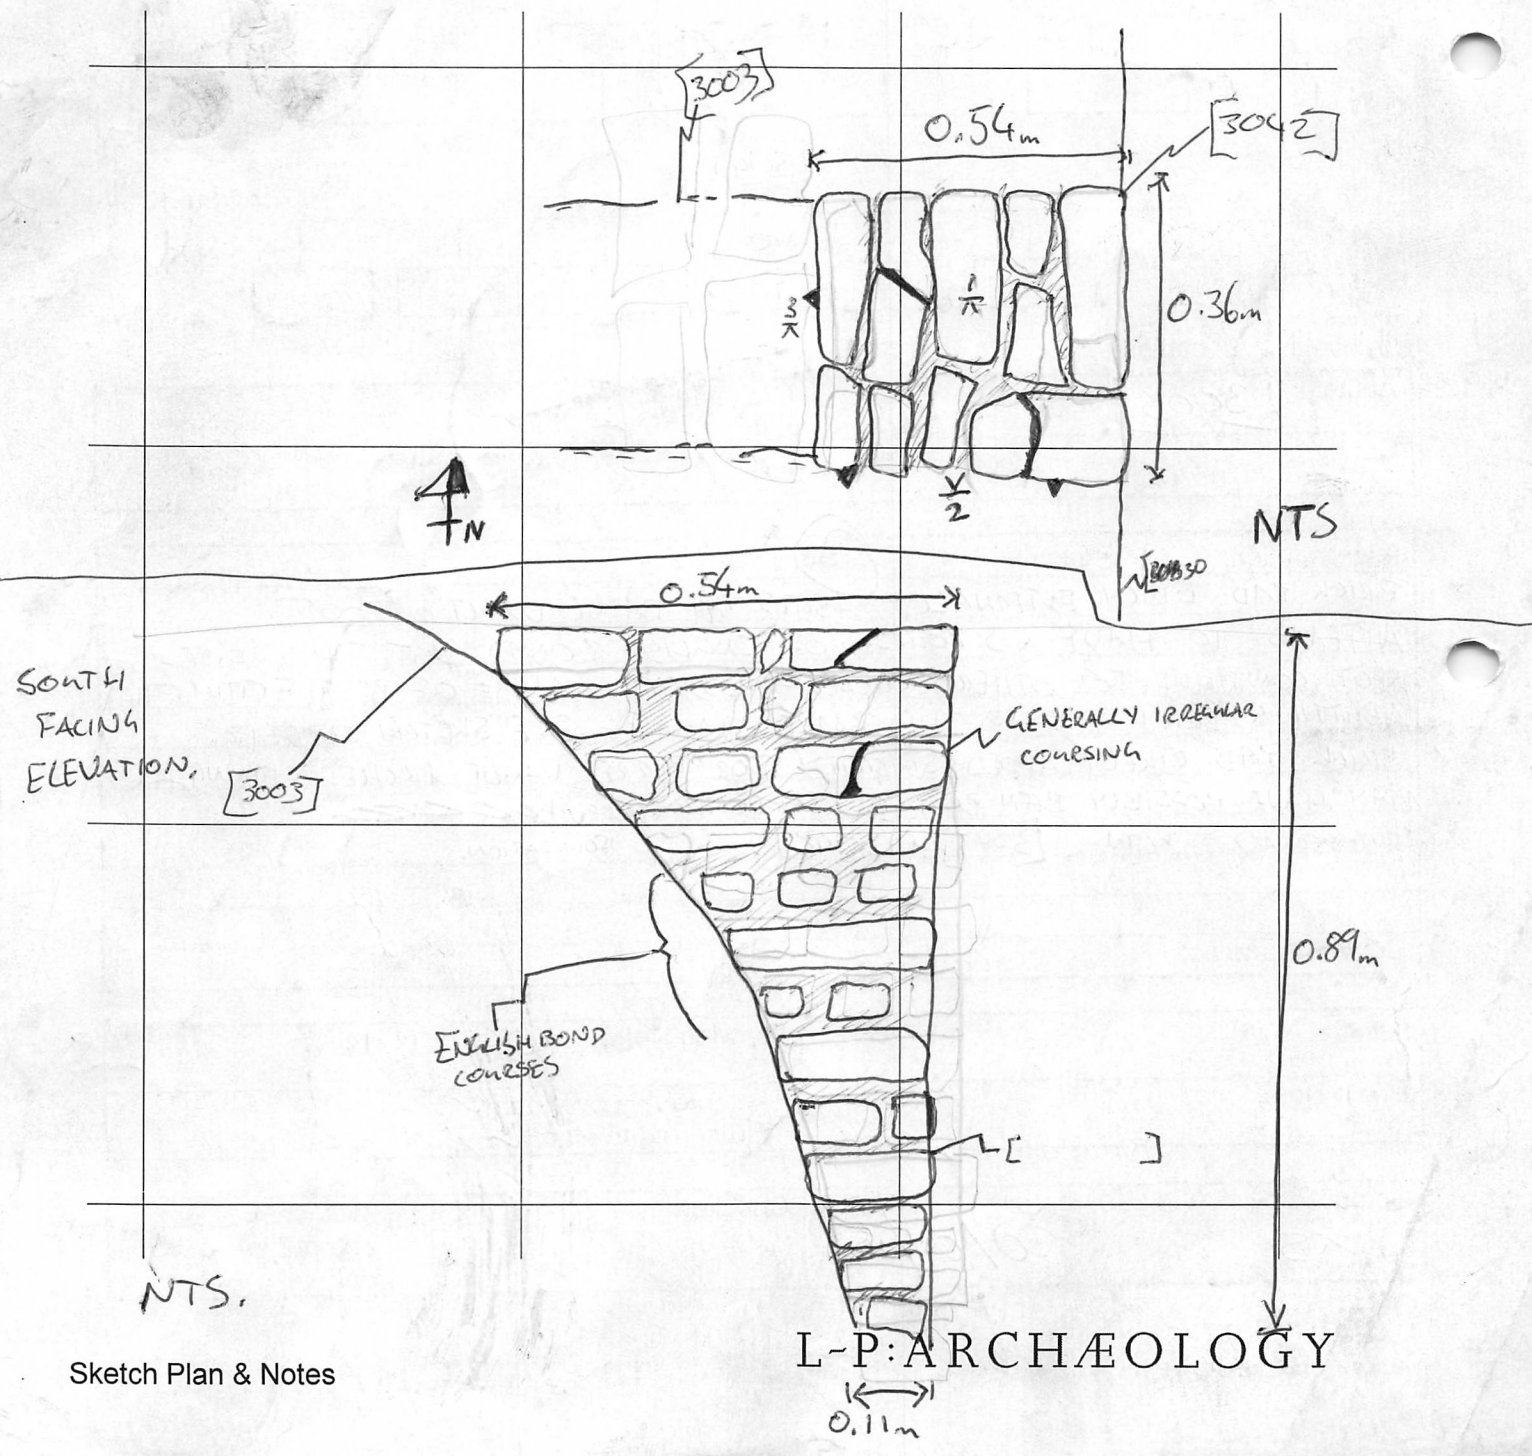 [3003]
0.54m
[3042]
0.36m
1/⊼
3/⊼
⊻/2
N
NTS
0.54m
SOUTH
FACING
ELEVATION.
[3003]
GENERALLY IRREGULAR
COURSING
0.89m
ENGLISH BOND
COURSES
[ ]
NTS.
Sketch Plan & Notes
L-P:ARCHÆOLOGY
0.11m